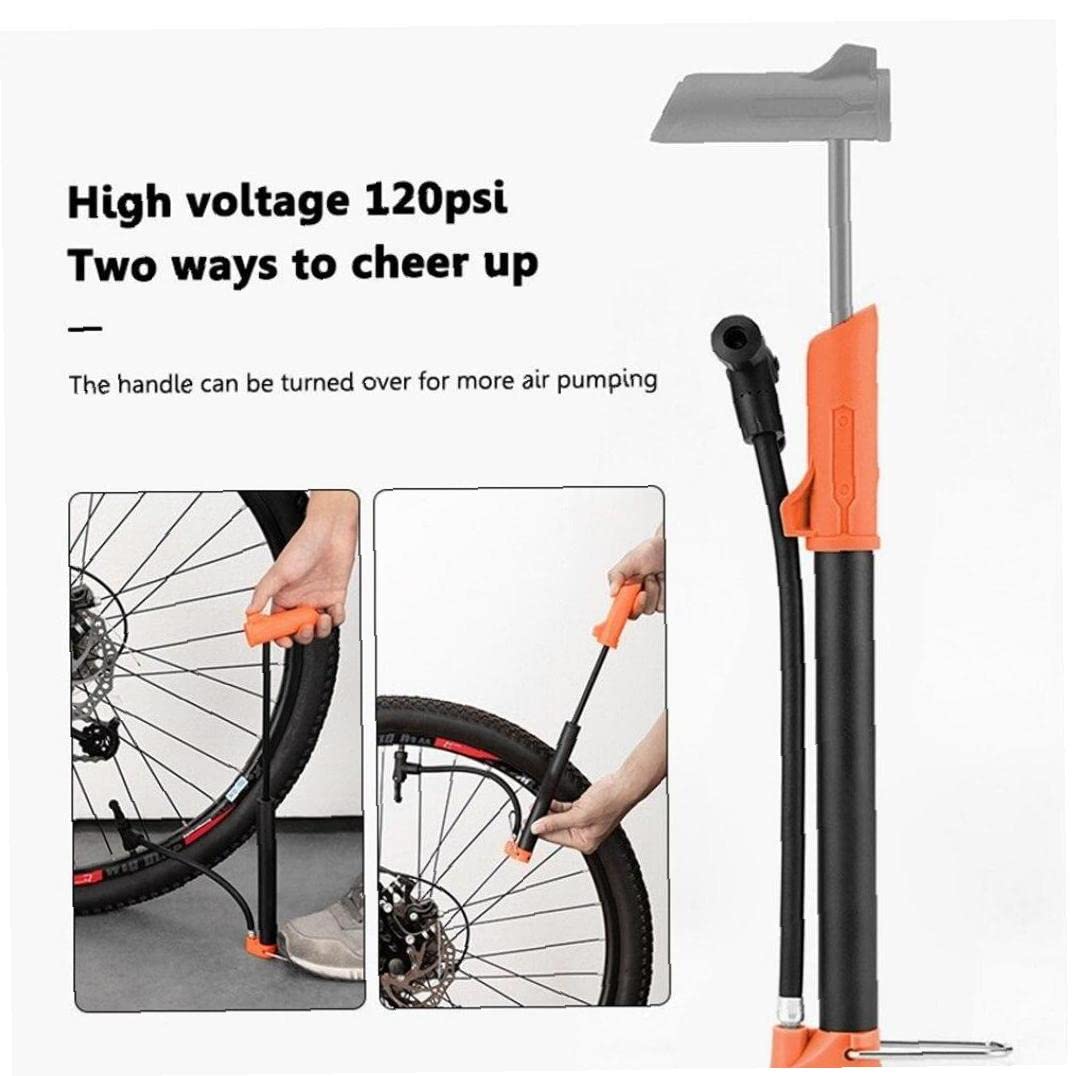 High voltage 120psi
Two ways to cheer up
The handle can be turned over for more air pumping